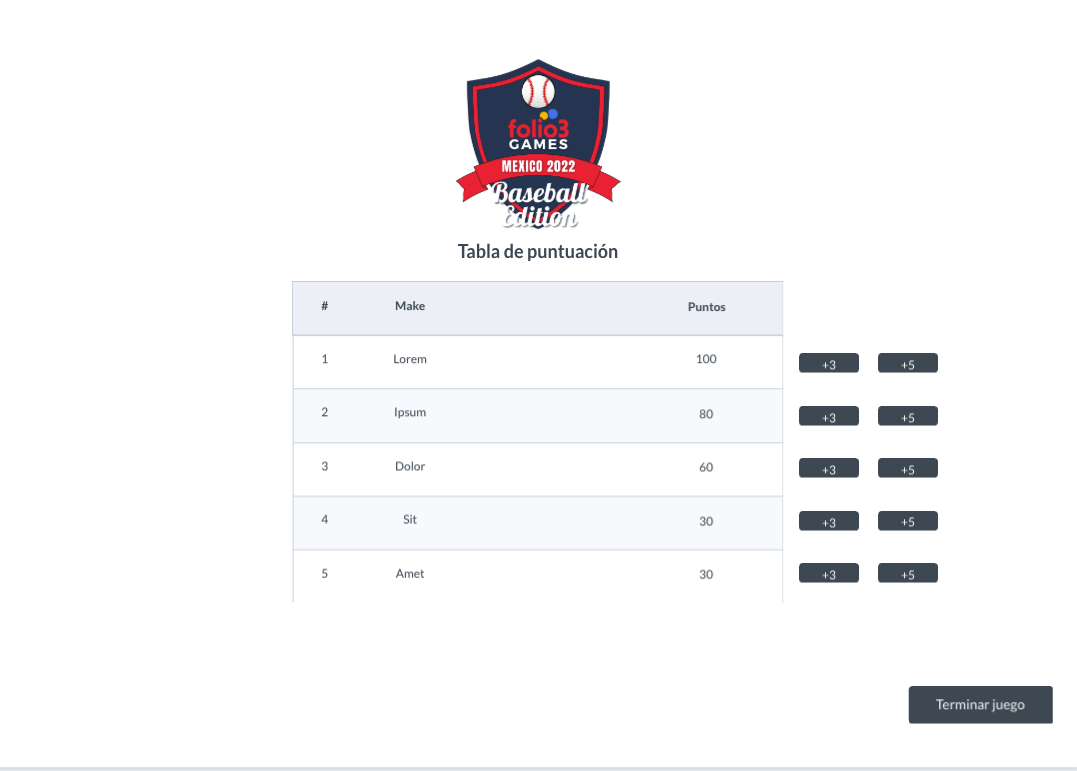 folio3
GAMES
MEXICO 2022
Baseball
Edition
Tabla de puntuación
# Make Puntos
1 Lorem 100 +3 +5
2 Ipsum 80 +3 +5
3 Dolor 60 +3 +5
4 Sit 30 +3 +5
5 Amet 30 +3 +5
Terminar juego